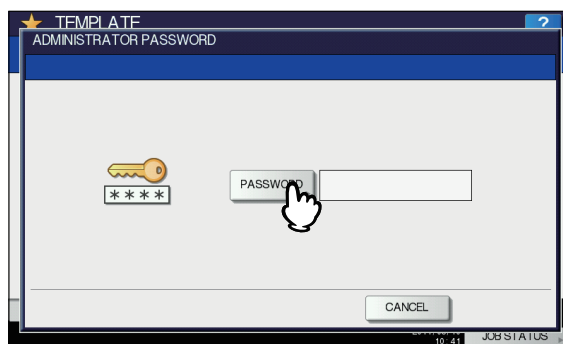 TEMPLATE
?
ADMINISTRATOR PASSWORD
****
PASSWORD
CANCEL
JOB STATUS
10:41